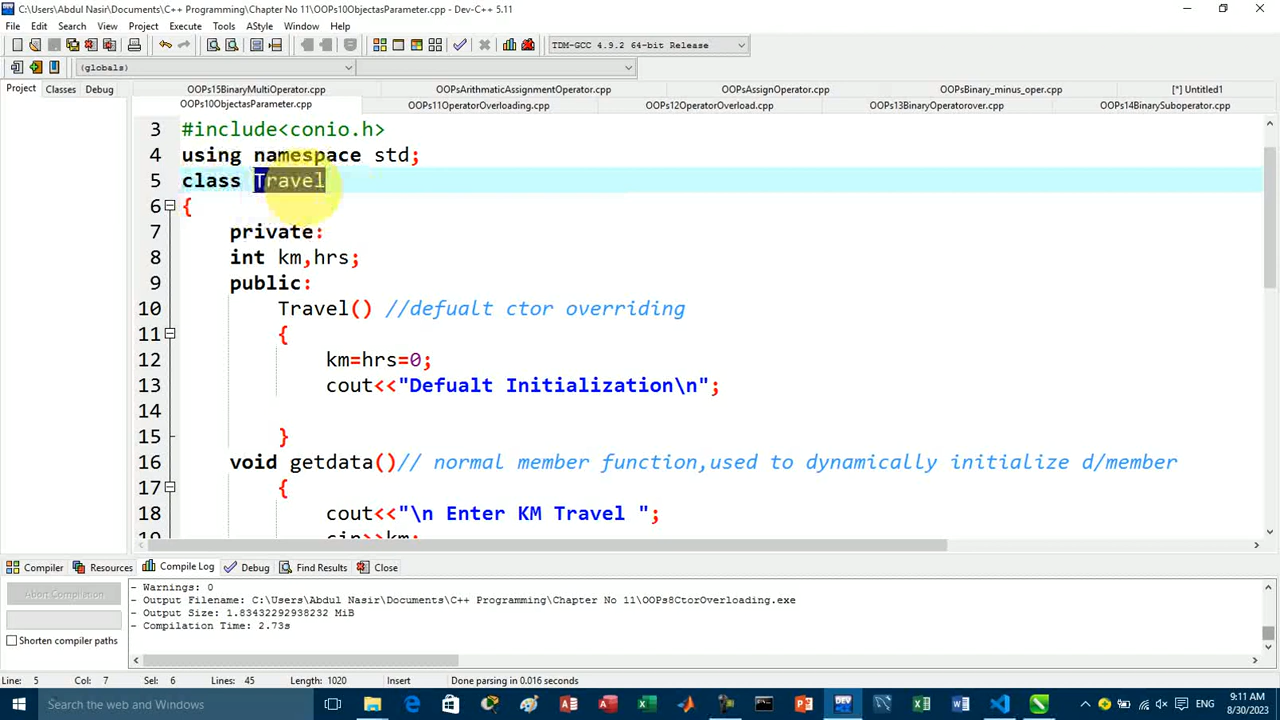 C:\Users\Abdul Nasir\Documents\C++ Programming\Chapter No 11\OOPs10ObjectasParameter.cpp - Dev-C++ 5.11
File Edit Search View Project Execute Tools AStyle Window Help
TDM-GCC 4.9.2 64-bit Release
(globals)
Project Classes Debug
OOPs15BinaryMultiOperator.cpp OOPsArithmaticAssignmentOperator.cpp OOPsAssignOperator.cpp OOPsBinary_minus_oper.cpp [*] Untitled1
OOPs10ObjectasParameter.cpp OOPs11OperatorOverloading.cpp OOPs12OperatorOverload.cpp OOPs13BinaryOperatorover.cpp OOPs14BinarySuboperator.cpp
3 #include<conio.h>
4 using namespace std;
5 class Travel
6 {
7 private:
8 int km,hrs;
9 public:
10 Travel() //defualt ctor overriding
11 {
12 km=hrs=0;
13 cout<<"Defualt Initialization\n";
14
15 }
16 void getdata()// normal member function,used to dynamically initialize d/member
17 {
18 cout<<"\n Enter KM Travel ";
19 cin>>km;
Compiler Resources Compile Log Debug Find Results Close
Abort Compilation
Shorten compiler paths
- Warnings: 0
- Output Filename: C:\Users\Abdul Nasir\Documents\C++ Programming\Chapter No 11\OOPs8CtorOverloading.exe
- Output Size: 1.83432292938232 MiB
- Compilation Time: 2.73s
Line: 5 Col: 7 Sel: 6 Lines: 45 Length: 1020 Insert Done parsing in 0.016 seconds
Search the web and Windows
DEV
ENG
9:11 AM
8/30/2023